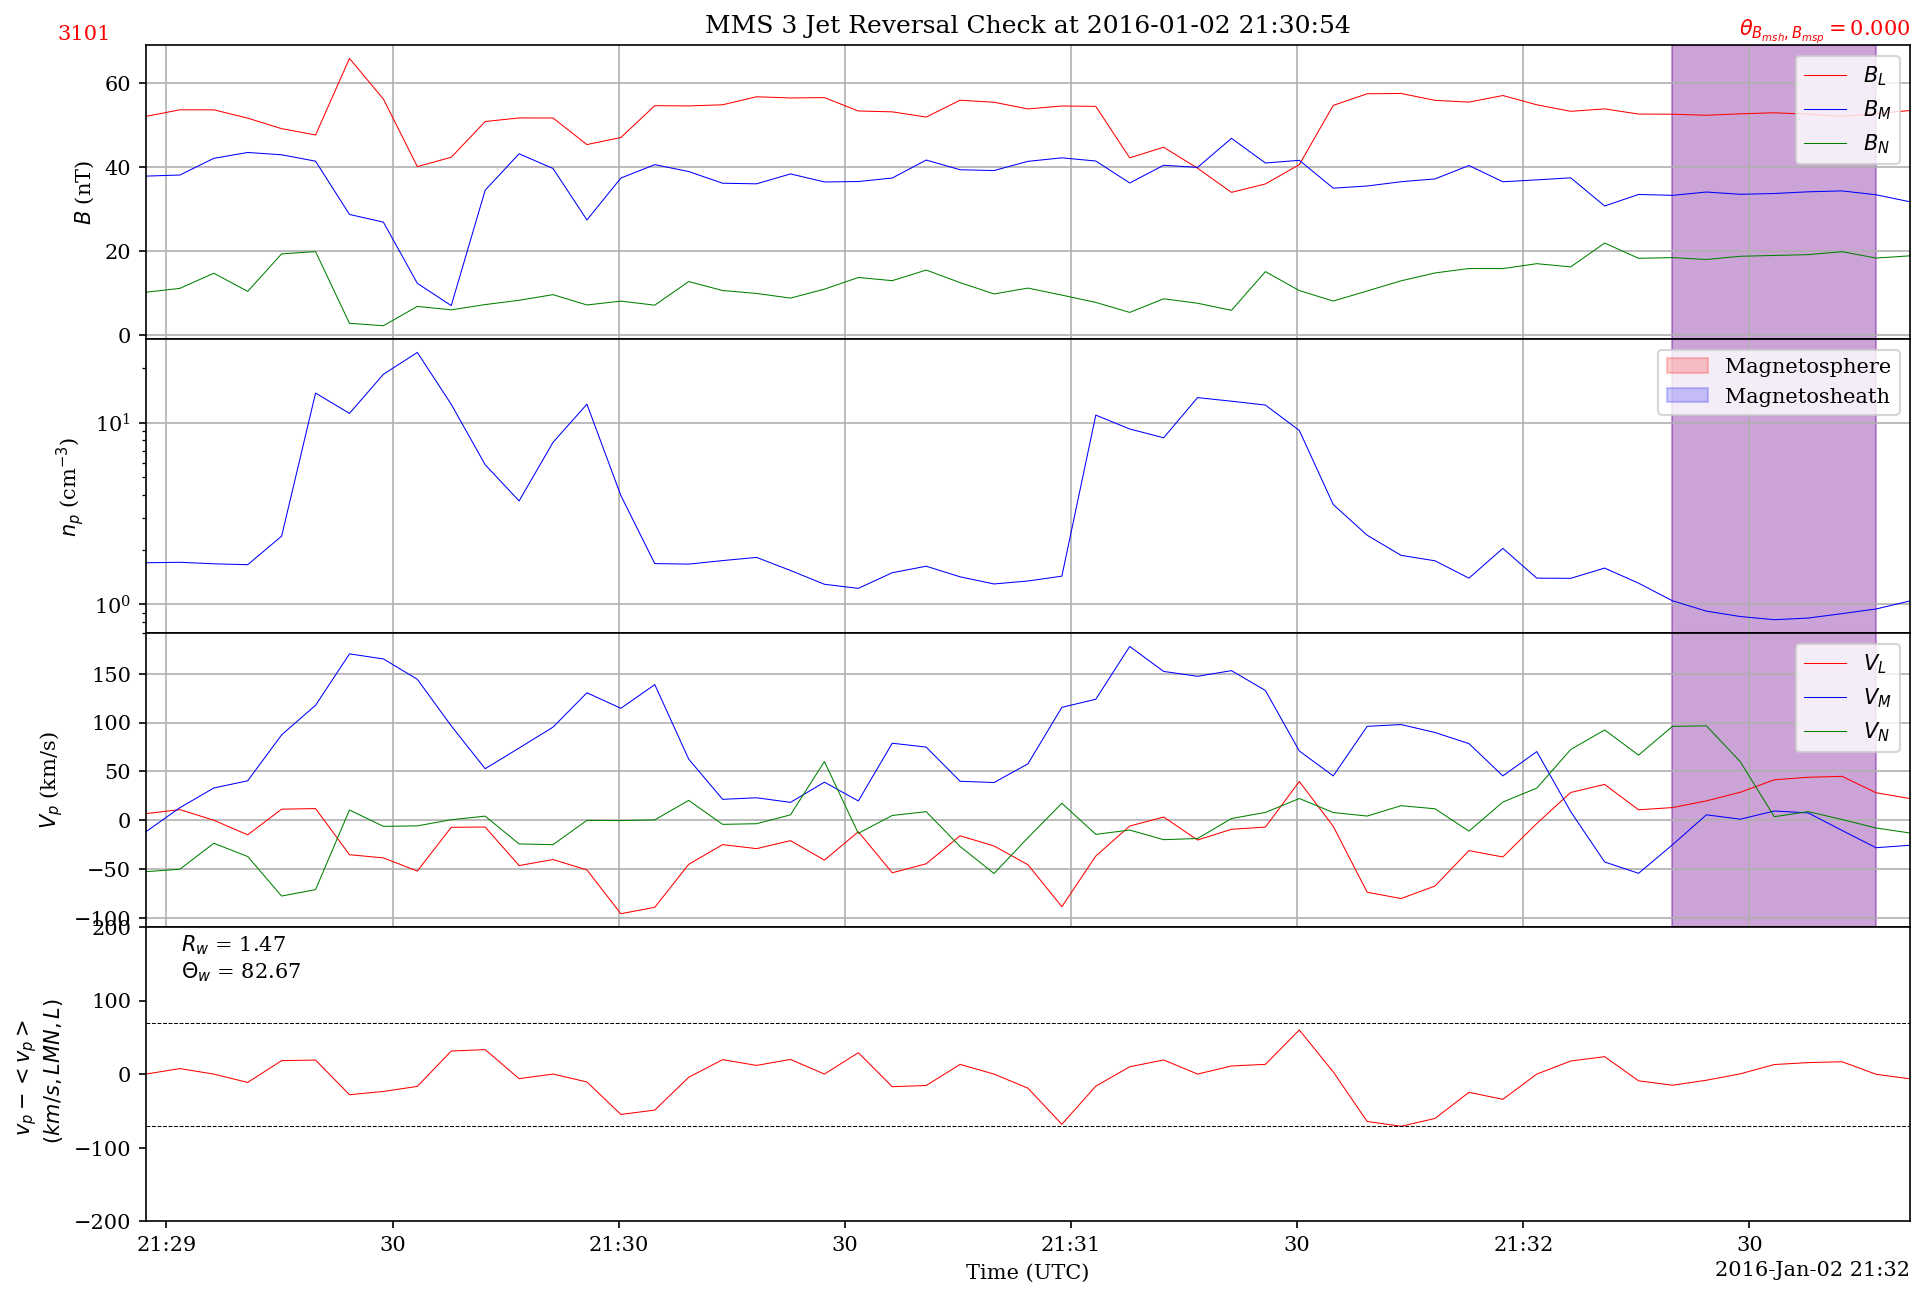 MMS 3 Jet Reversal Check at 2016-01-02 21:30:54
3101
θ_{B_{msh}, B_{msp}} = 0.000
60
40
20
0
B (nT)
B_L
B_M
B_N
10^1
10^0
n_p (cm^{-3})
Magnetosphere
Magnetosheath
150
100
50
0
−50
−100
V_p (km/s)
V_L
V_M
V_N
200
100
0
−100
−200
v_p − <v_p>
(km/s, LMN, L)
R_w = 1.47
Θ_w = 82.67
21:29 30 21:30 30 21:31 30 21:32 30
Time (UTC)
2016-Jan-02 21:32